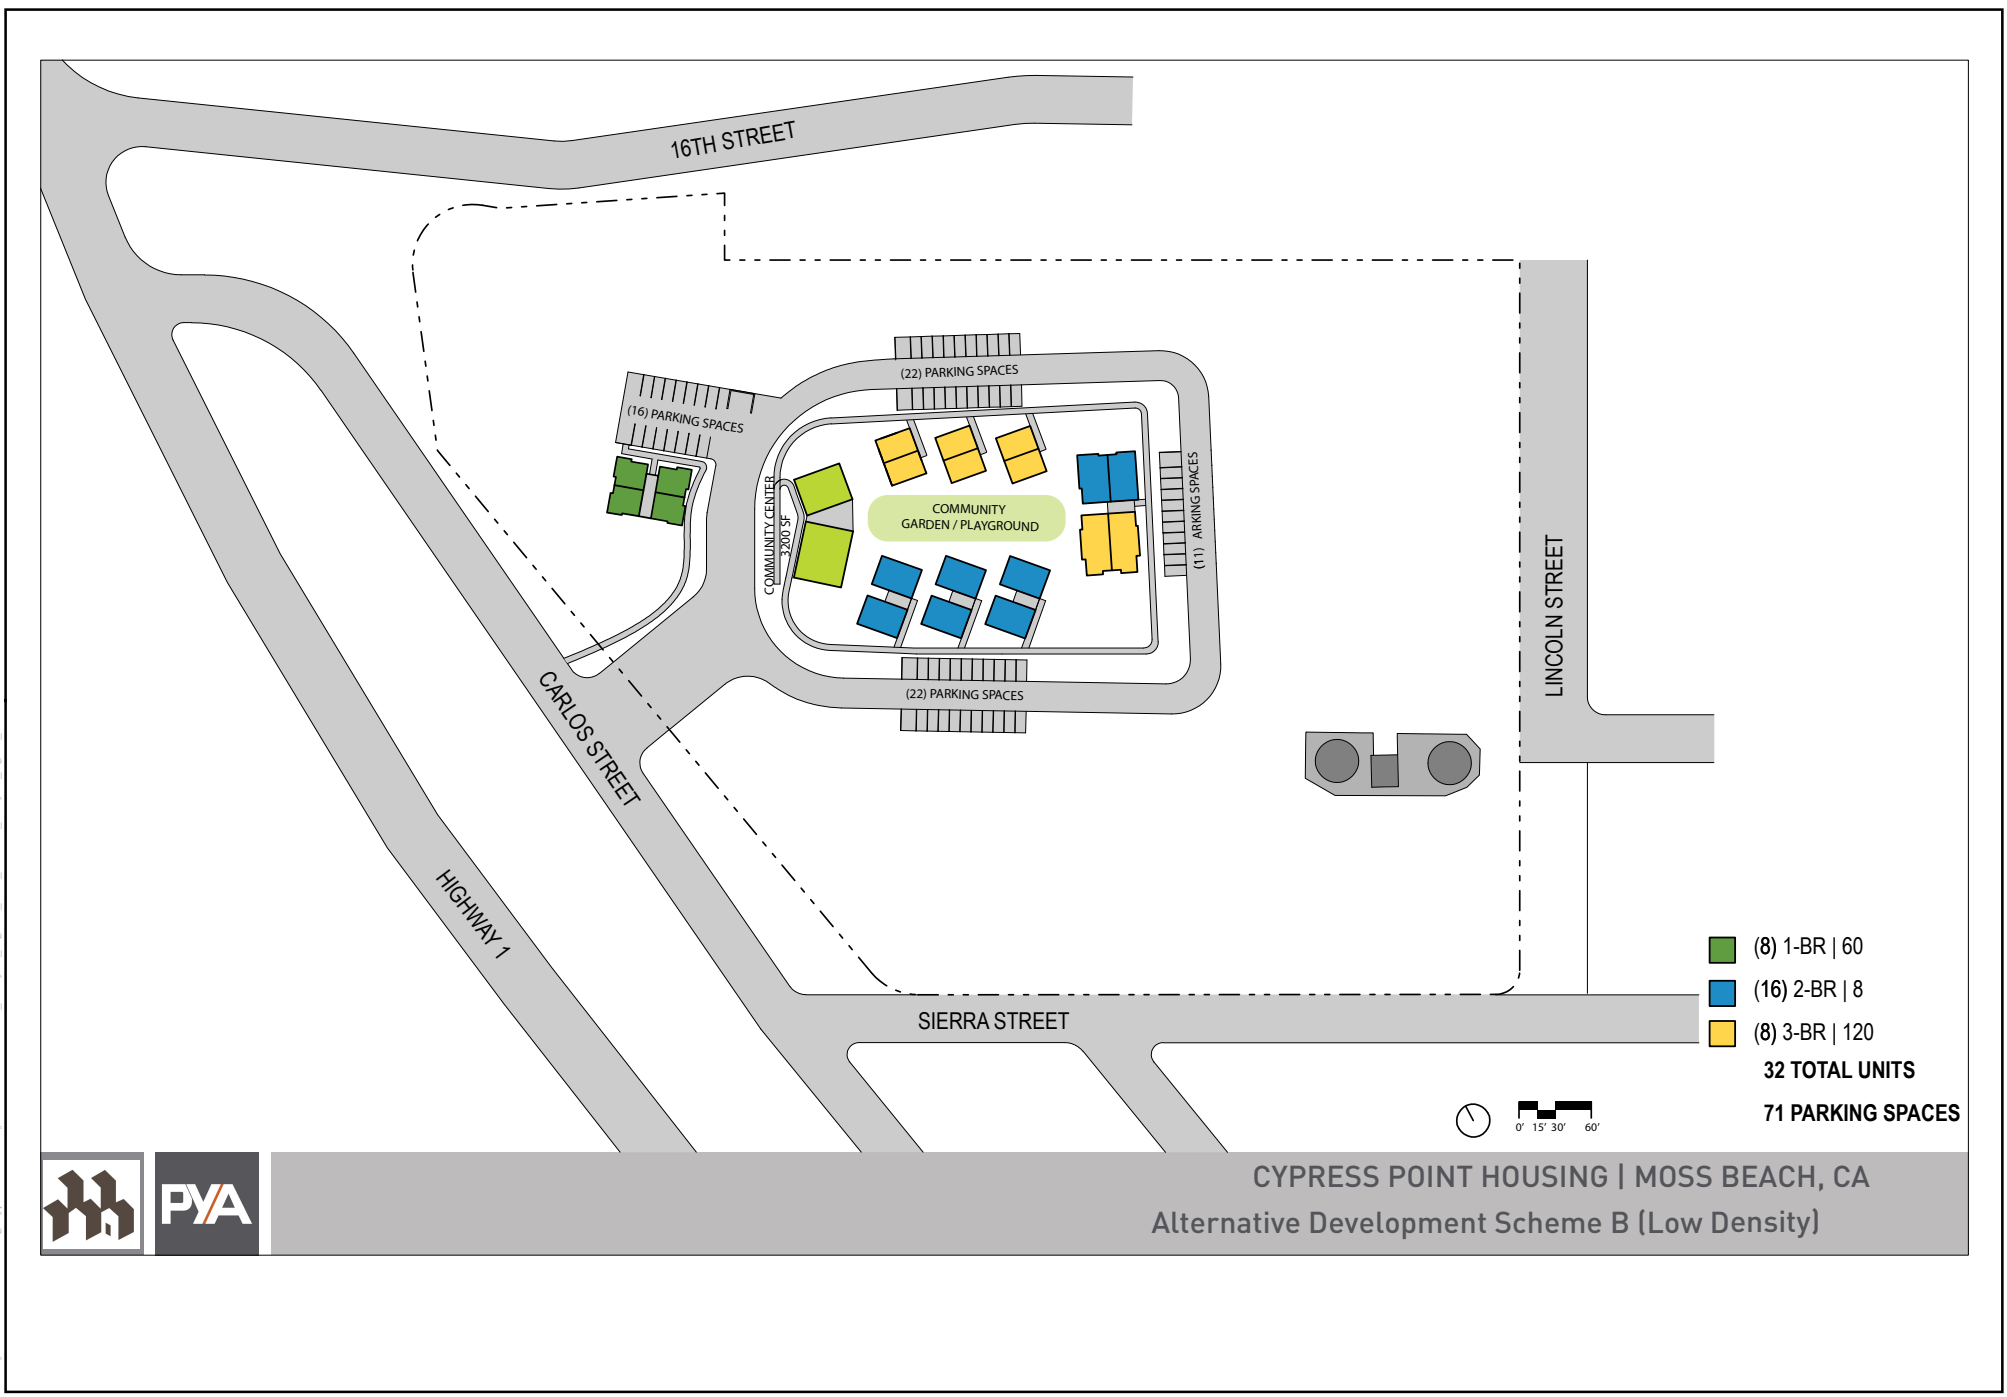 16TH STREET
(22) PARKING SPACES
(16) PARKING SPACES
COMMUNITY CENTER
3200 SF
COMMUNITY
GARDEN / PLAYGROUND
(11) ARKING SPACES
(22) PARKING SPACES
LINCOLN STREET
CARLOS STREET
HIGHWAY 1
SIERRA STREET
(8) 1-BR | 60
(16) 2-BR | 8
(8) 3-BR | 120
32 TOTAL UNITS
71 PARKING SPACES
0' 15' 30' 60'
PYA
CYPRESS POINT HOUSING | MOSS BEACH, CA
Alternative Development Scheme B (Low Density)